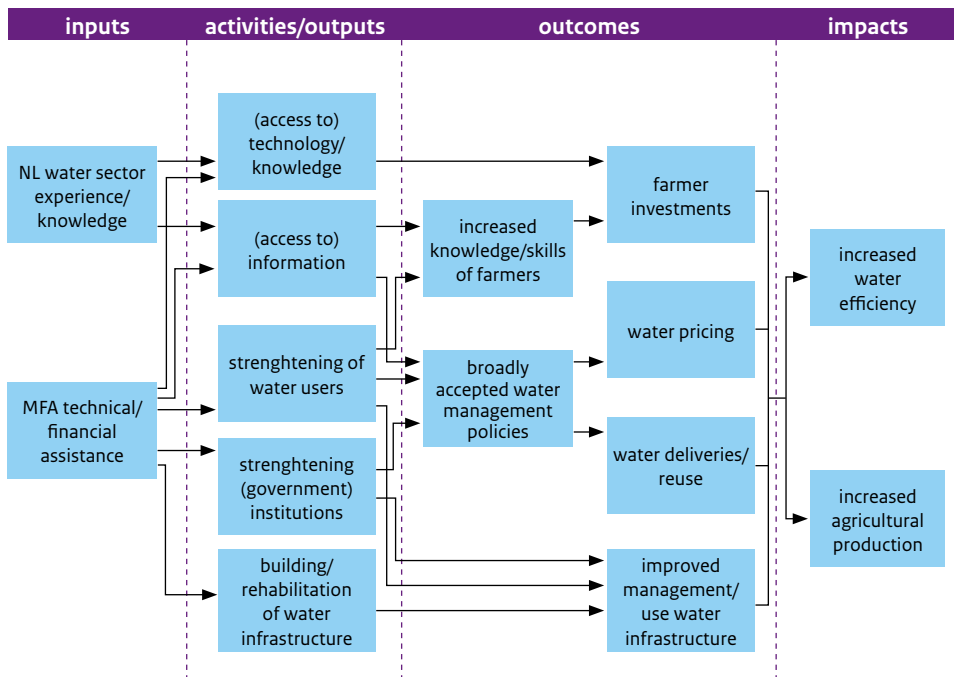 inputs
activities/outputs
outcomes
impacts
NL water sector
experience/
knowledge
MFA technical/
financial
assistance
(access to)
technology/
knowledge
(access to)
information
strenghtening of
water users
strenghtening
(government)
institutions
building/
rehabilitation
of water
infrastructure
increased
knowledge/skills
of farmers
broadly
accepted water
management
policies
farmer
investments
water pricing
water deliveries/
reuse
improved
management/
use water
infrastructure
increased
water
efficiency
increased
agricultural
production